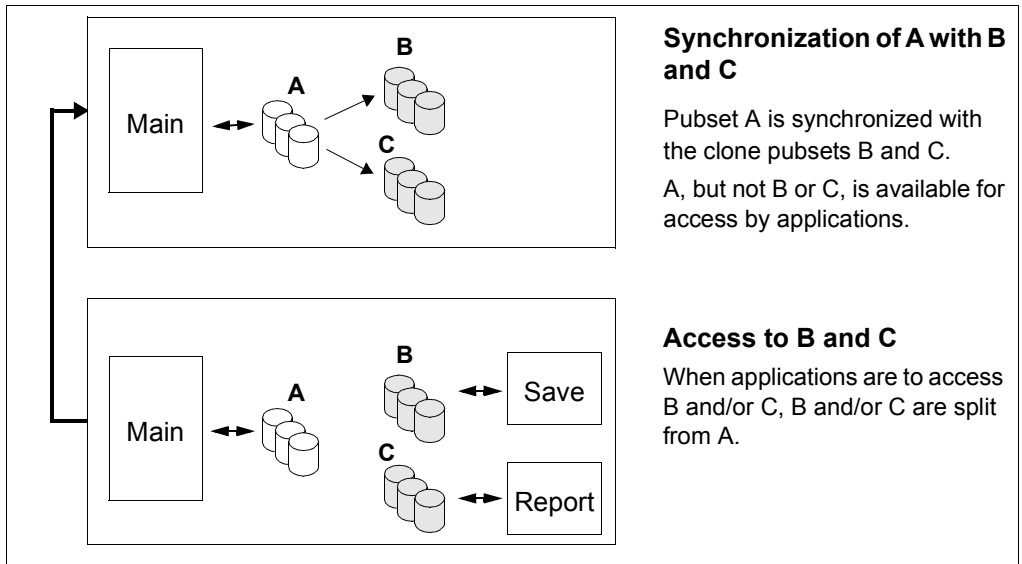 B
A
Main
C
Synchronization of A with B
and C
Pubset A is synchronized with
the clone pubsets B and C.
A, but not B or C, is available for
access by applications.
B
A
Save
Main
C
Report
Access to B and C
When applications are to access
B and/or C, B and/or C are split
from A.